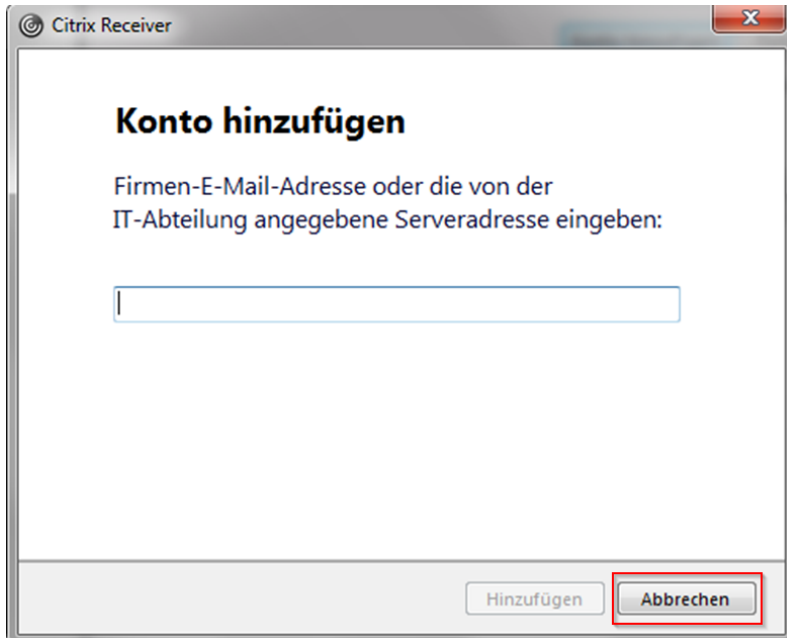 Citrix Receiver
Konto hinzufügen
Firmen-E-Mail-Adresse oder die von der
IT-Abteilung angegebene Serveradresse eingeben:
Hinzufügen
Abbrechen